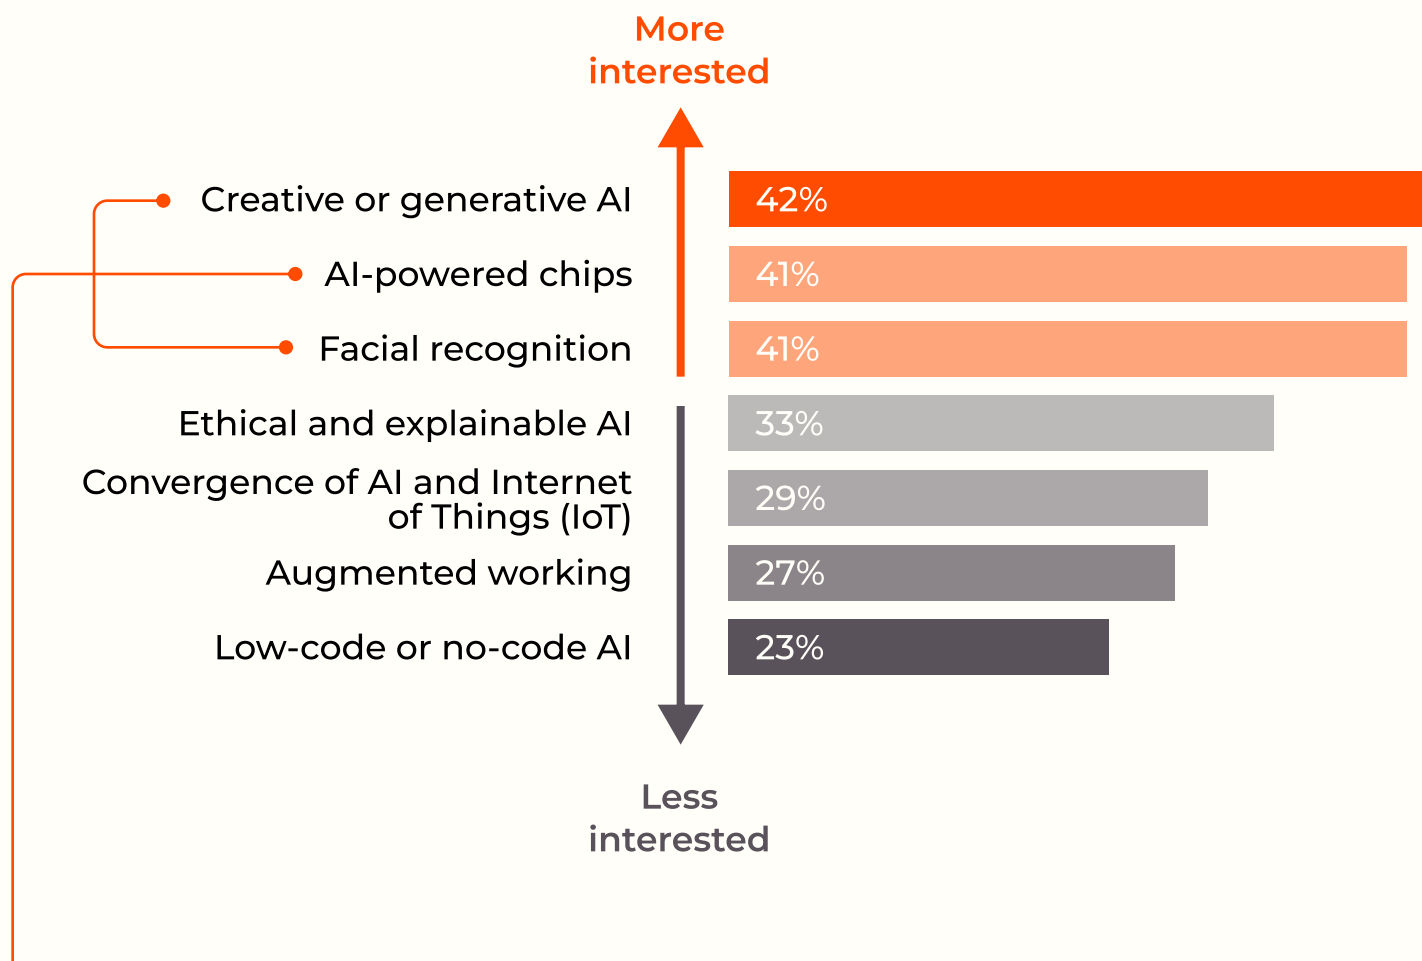 More
interested
Creative or generative AI
42%
AI-powered chips
41%
Facial recognition
41%
Ethical and explainable AI
33%
Convergence of AI and Internet
of Things (IoT)
29%
Augmented working
27%
Low-code or no-code AI
23%
Less
interested